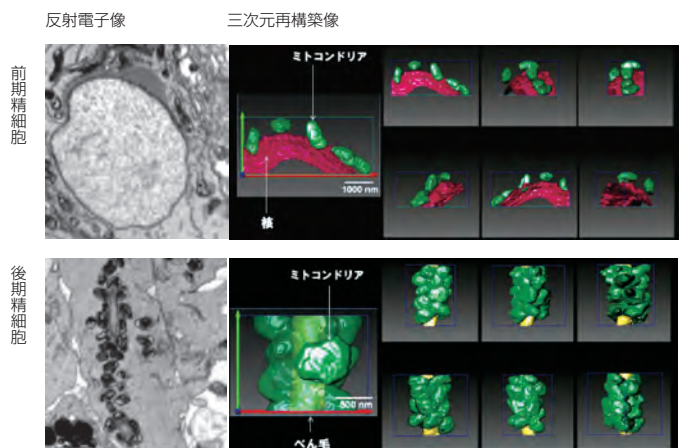 反射電子像
三次元再構築像
前期精細胞
ミトコンドリア
1000 nm
核
後期精細胞
ミトコンドリア
500 nm
べん毛